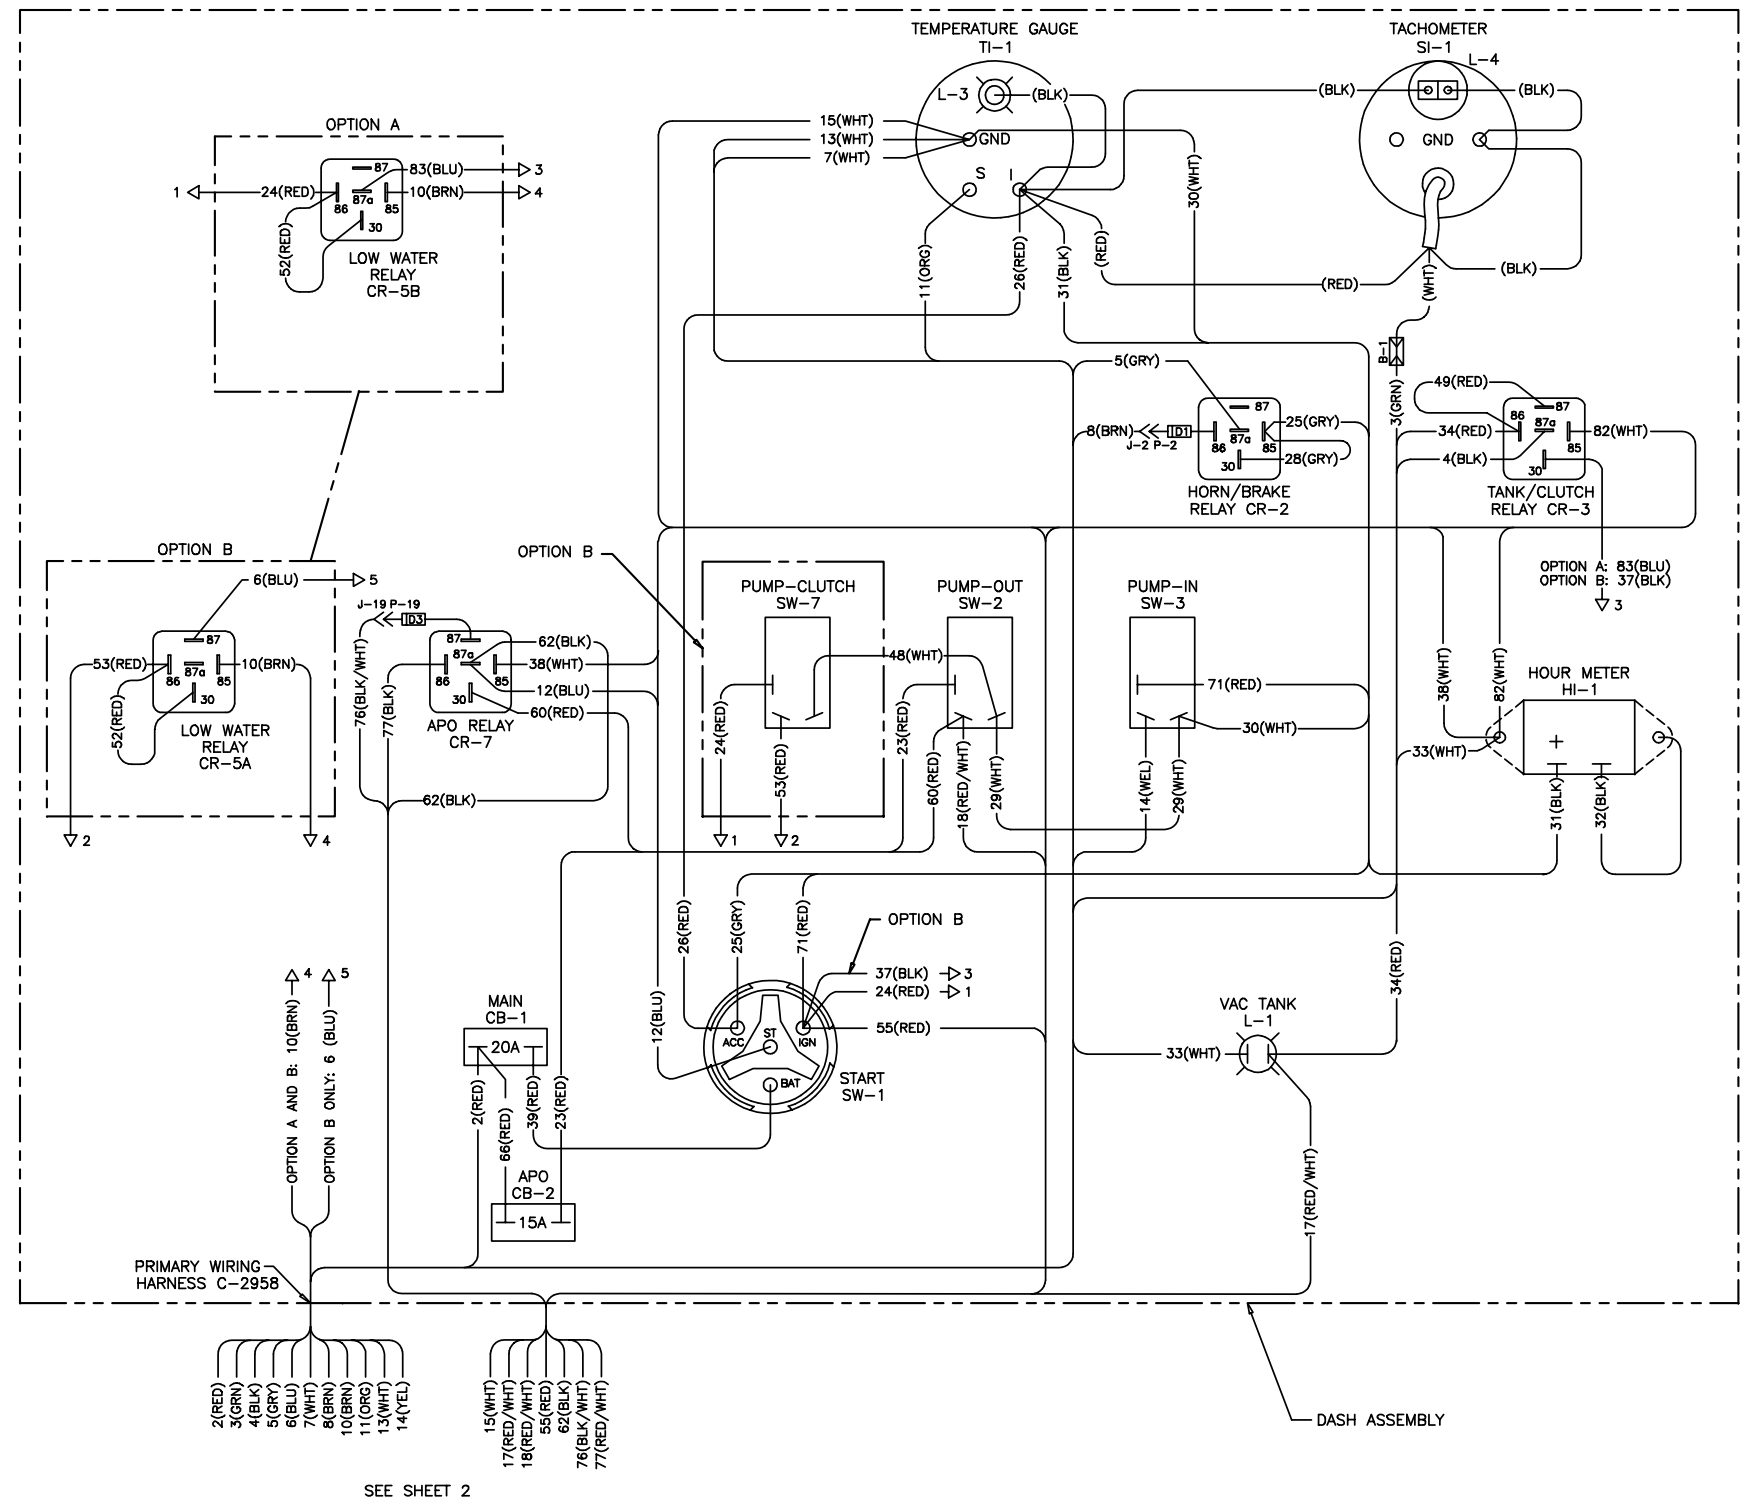 TEMPERATURE GAUGE
TI-1
L-3
(BLK)
GND
S
I
TACHOMETER
SI-1
L-4
(BLK)
(BLK)
GND
15(WHT)
13(WHT)
7(WHT)
30(WHT)
11(ORG)
26(RED)
31(BLK)
(RED)
(RED)
(BLK)
(WHT)
B-1
3(GRN)
OPTION A
87
83(BLU)
3
1
24(RED)
87a
10(BRN)
4
86
85
30
52(RED)
LOW WATER
RELAY
CR-5B
5(GRY)
8(BRN)
J-2 P-2
ID1
87
86
87a
85
30
25(GRY)
28(GRY)
HORN/BRAKE
RELAY CR-2
49(RED)
34(RED)
4(BLK)
87
86
87a
85
30
82(WHT)
TANK/CLUTCH
RELAY CR-3
OPTION A: 83(BLU)
OPTION B: 37(BLK)
3
OPTION B
6(BLU)
5
53(RED)
87
86
87a
85
30
10(BRN)
52(RED)
LOW WATER
RELAY
CR-5A
2
4
J-19 P-19
ID3
76(BLK/WHT)
77(BLK)
87
87a
86
85
30
62(BLK)
38(WHT)
12(BLU)
60(RED)
APO RELAY
CR-7
62(BLK)
OPTION B
PUMP-CLUTCH
SW-7
24(RED)
53(RED)
1
2
48(WHT)
PUMP-OUT
SW-2
23(RED)
60(RED)
18(RED/WHT)
29(WHT)
PUMP-IN
SW-3
71(RED)
30(WHT)
14(WEL)
29(WHT)
38(WHT)
82(WHT)
33(WHT)
HOUR METER
HI-1
+
31(BLK)
32(BLK)
26(RED)
25(GRY)
71(RED)
12(BLU)
OPTION B
37(BLK)
3
24(RED)
1
55(RED)
ACC
ST
IGN
BAT
START
SW-1
34(RED)
VAC TANK
L-1
33(WHT)
17(RED/WHT)
4
5
OPTION A AND B: 10(BRN)
OPTION B ONLY: 6 (BLU)
MAIN
CB-1
20A
2(RED)
66(RED)
39(RED)
23(RED)
APO
CB-2
15A
PRIMARY WIRING
HARNESS C-2958
2(RED)
3(GRN)
4(BLK)
5(GRY)
6(BLU)
7(WHT)
8(BRN)
10(BRN)
11(ORG)
13(WHT)
14(YEL)
15(WHT)
17(RED/WHT)
18(RED/WHT)
55(RED)
62(BLK)
76(BLK/WHT)
77(RED/WHT)
DASH ASSEMBLY
SEE SHEET 2